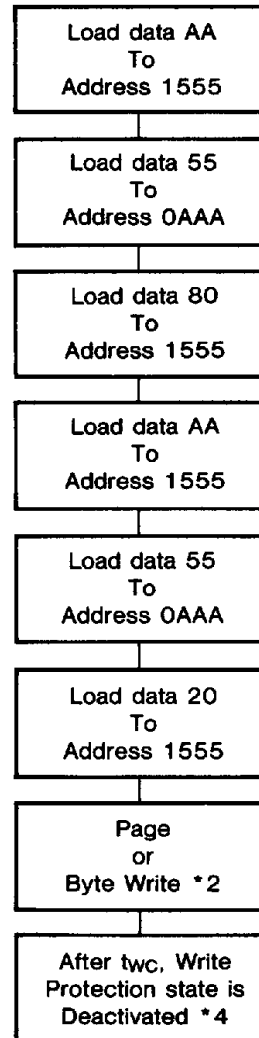 Load data AA
To
Address 1555
Load data 55
To
Address 0AAA
Load data 80
To
Address 1555
Load data AA
To
Address 1555
Load data 55
To
Address 0AAA
Load data 20
To
Address 1555
Page
or
Byte Write *2
After tWC, Write
Protection state is
Deactivated *4